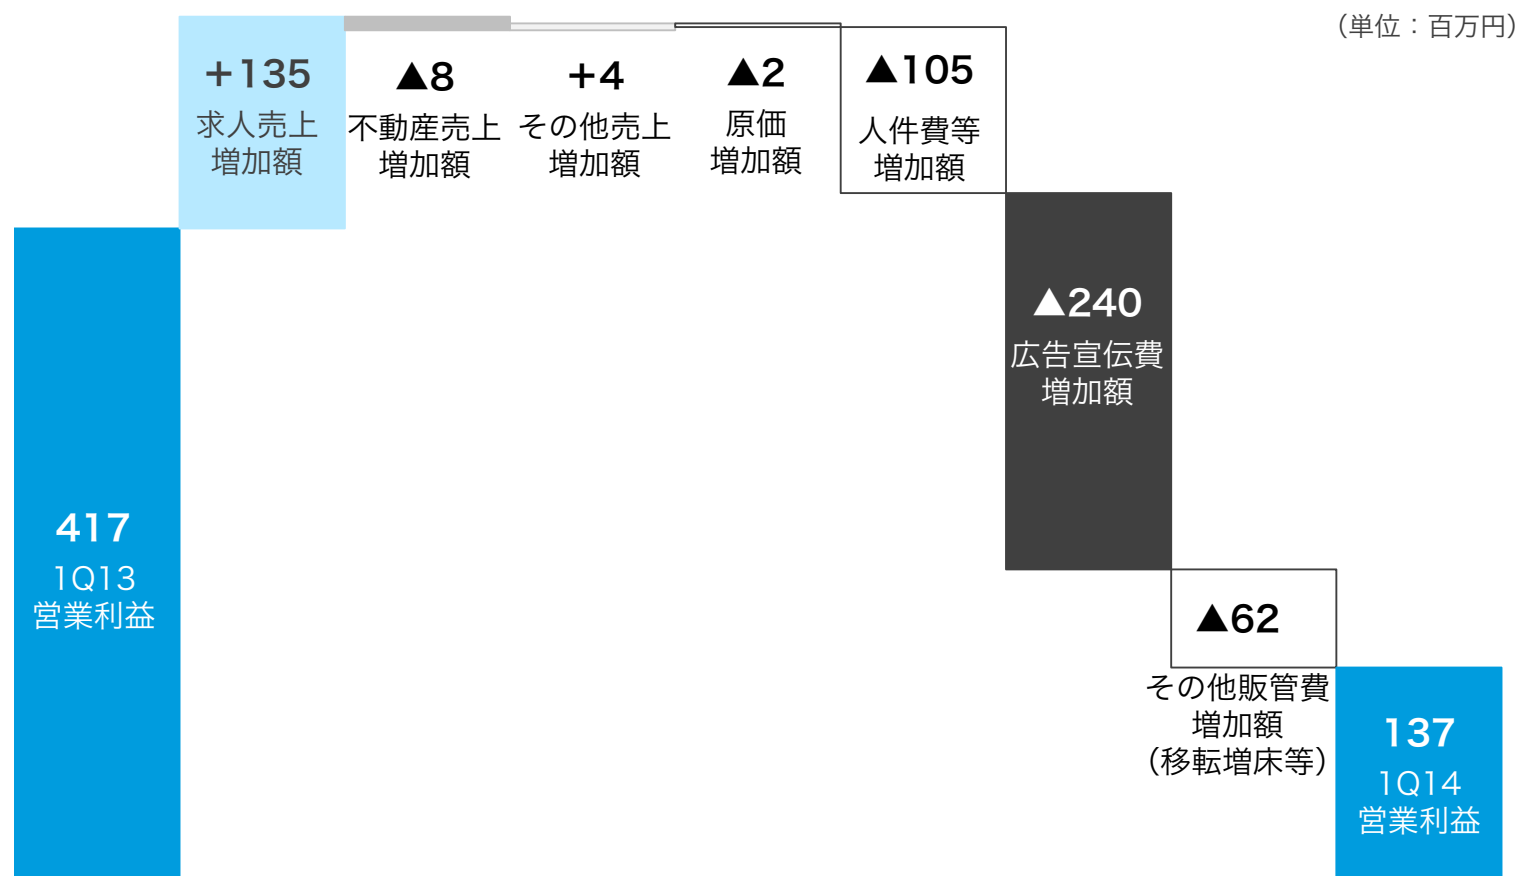 （単位：百万円）
+135
求人売上
増加額
▲8
不動産売上
増加額
+4
その他売上
増加額
▲2
原価
増加額
▲105
人件費等
増加額
▲240
広告宣伝費
増加額
417
1Q13
営業利益
▲62
その他販管費
増加額
（移転増床等）
137
1Q14
営業利益